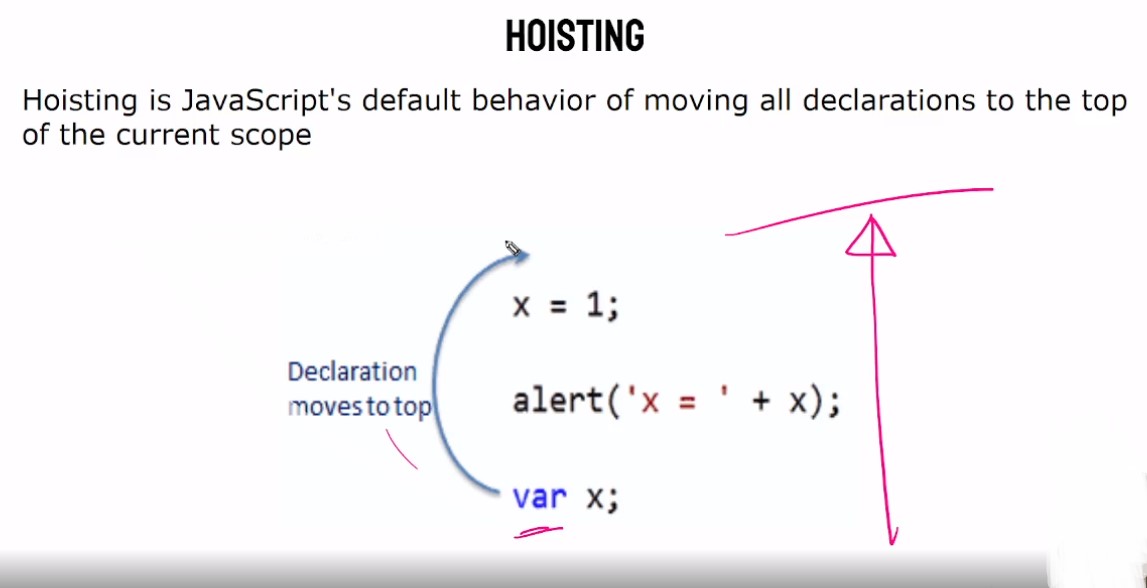 HOISTING
Hoisting is JavaScript's default behavior of moving all declarations to the top
of the current scope
x = 1;
Declaration
moves to top
alert('x = ' + x);
var x;